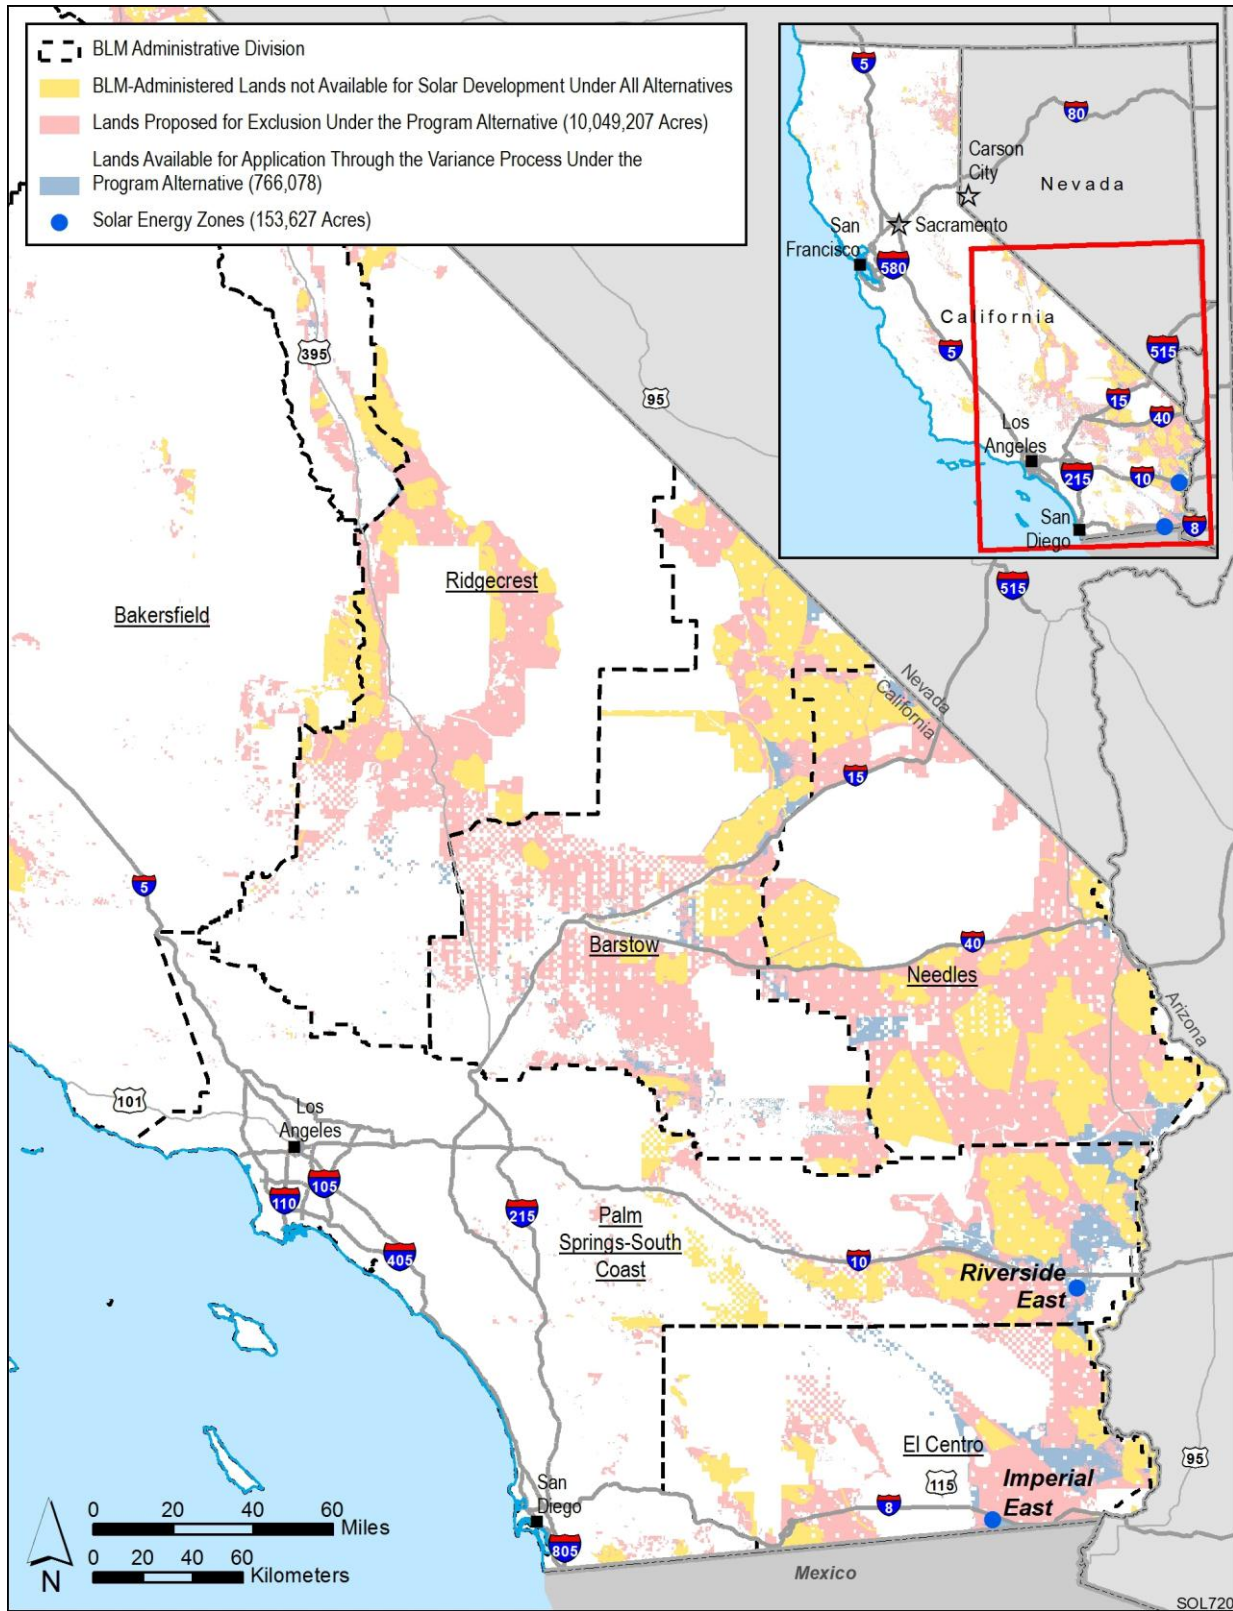 BLM Administrative Division
BLM-Administered Lands not Available for Solar Development Under All Alternatives
Lands Proposed for Exclusion Under the Program Alternative (10,049,207 Acres)
Lands Available for Application Through the Variance Process Under the
Program Alternative (766,078)
Solar Energy Zones (153,627 Acres)
5
80
Carson
City
Nevada
San
Francisco
Sacramento
580
California
5
515
15
40
Los
Angeles
215
10
San
Diego
8
395
95
515
Ridgecrest
Bakersfield
Nevada
California
15
5
Barstow
40
Needles
Arizona
101
Los
Angeles
105
110
215
405
Palm
Springs-South
Coast
10
Riverside
East
El Centro
115
Imperial
East
95
8
San
Diego
805
0 20 40 60
Miles
0 20 40 60
Kilometers
N
Mexico
SOL720